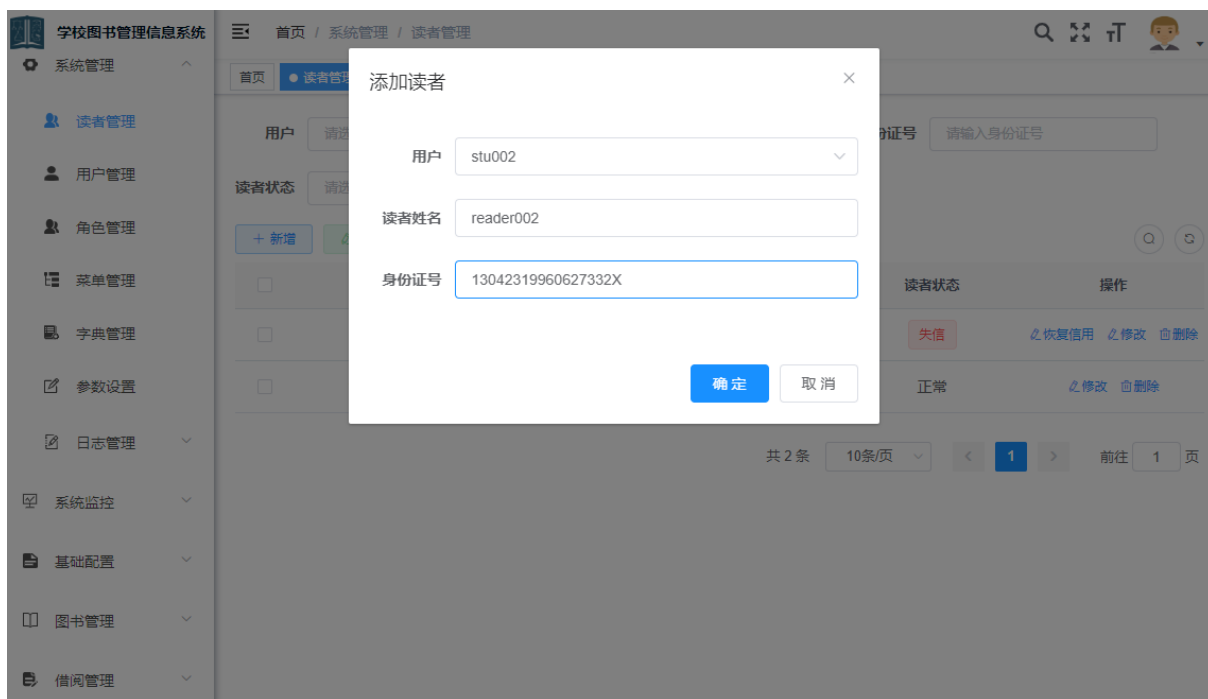 学校图书管理信息系统
首页 / 系统管理 / 读者管理
系统管理
读者管理
用户管理
角色管理
菜单管理
字典管理
参数设置
日志管理
系统监控
基础配置
图书管理
借阅管理
首页
读者管理
用户
份证号 请输入身份证号
读者状态
+ 新增
添加读者
用户 stu002
读者姓名 reader002
身份证号 13042319960627332X
确定 取消
读者状态 操作
失信 恢复信用 修改 删除
正常 修改 删除
共 2 条 10条/页 1 前往 1 页